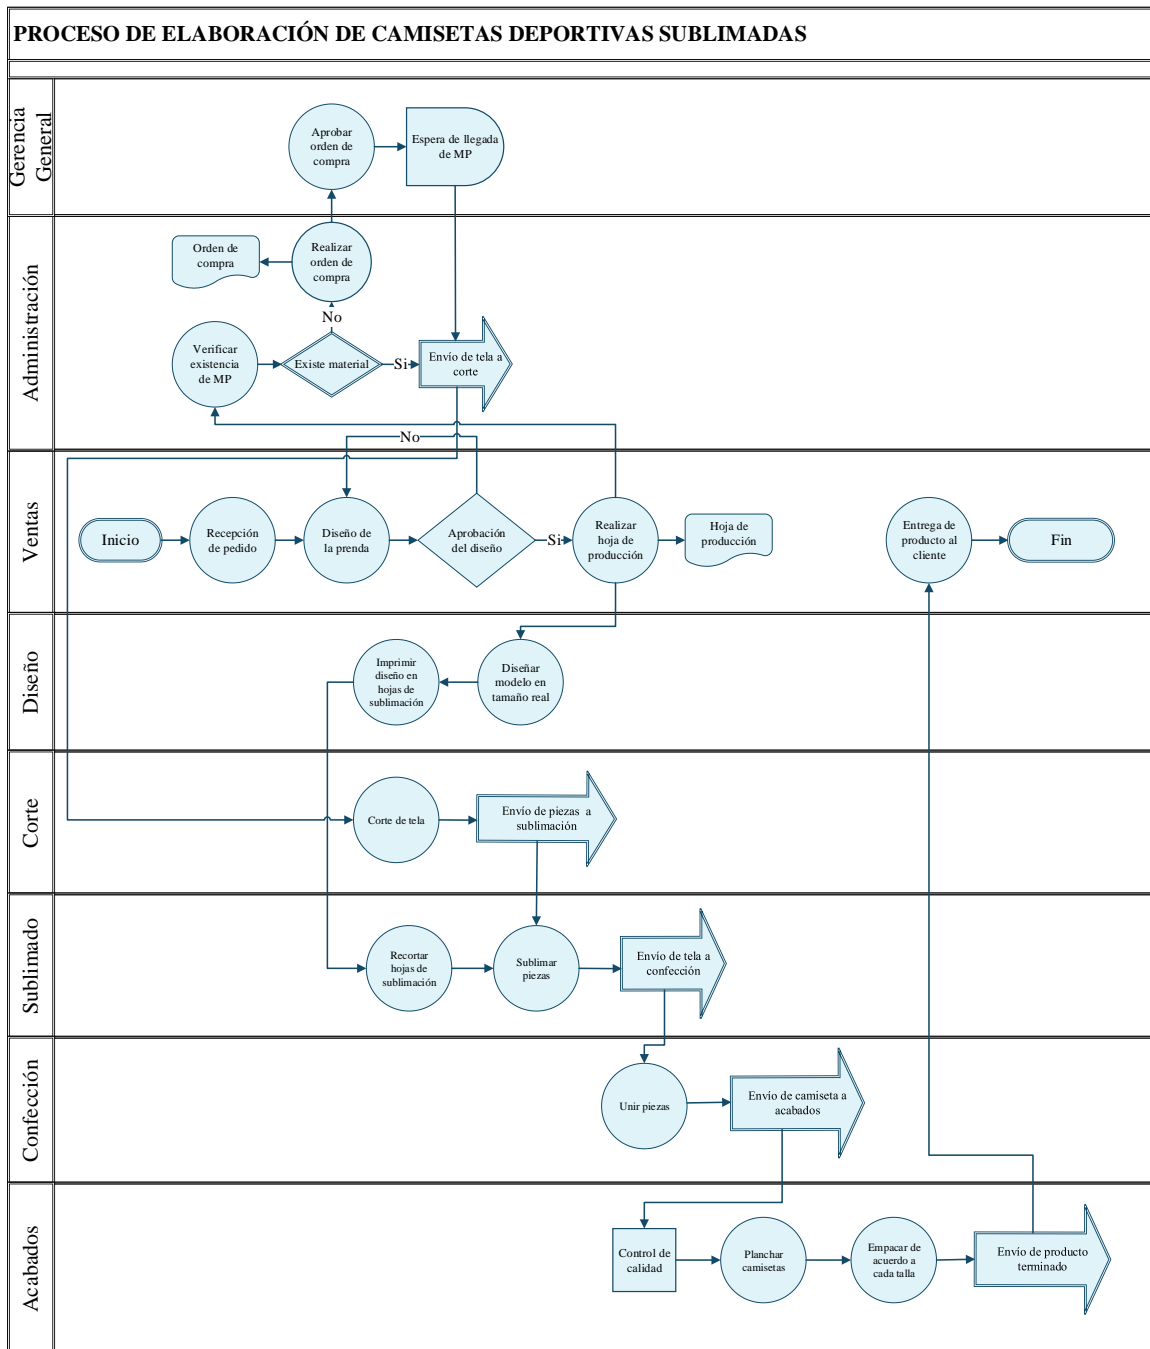 PROCESO DE ELABORACIÓN DE CAMISETAS DEPORTIVAS SUBLIMADAS
Gerencia
General
Aprobar
orden de
compra
Espera de llegada
de MP
Administración
Orden de
compra
Realizar
orden de
compra
No
Verificar
existencia
de MP
Existe material
Si
Envío de tela a
corte
No
Ventas
Inicio
Recepción
de pedido
Diseño de
la prenda
Aprobación
del diseño
Si
Realizar
hoja de
producción
Hoja de
producción
Entrega de
producto al
cliente
Fin
Diseño
Imprimir
diseño en
hojas de
sublimación
Diseñar
modelo en
tamaño real
Corte
Corte de tela
Envío de piezas a
sublimación
Sublimado
Recortar
hojas de
sublimación
Sublimar
piezas
Envío de tela a
confección
Confección
Unir piezas
Envío de camiseta a
acabados
Acabados
Control de
calidad
Planchar
camisetas
Empacar de
acuerdo a
cada talla
Envío de producto
terminado